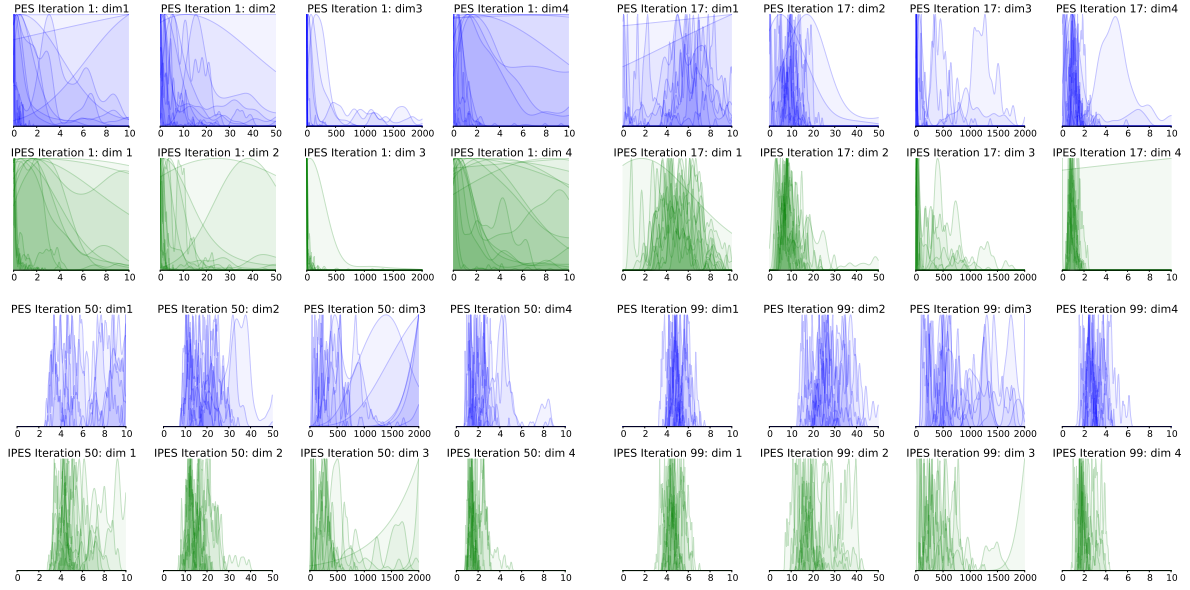 PES Iteration 1: dim1 PES Iteration 1: dim2 PES Iteration 1: dim3 PES Iteration 1: dim4 PES Iteration 17: dim1 PES Iteration 17: dim2 PES Iteration 17: dim3 PES Iteration 17: dim4
0 2 4 6 8 10 0 10 20 30 40 50 0 500 1000 1500 2000 0 2 4 6 8 10 0 2 4 6 8 10 0 10 20 30 40 50 0 500 1000 1500 2000 0 2 4 6 8 10
IPES Iteration 1: dim 1 IPES Iteration 1: dim 2 IPES Iteration 1: dim 3 IPES Iteration 1: dim 4 IPES Iteration 17: dim 1 IPES Iteration 17: dim 2 IPES Iteration 17: dim 3 IPES Iteration 17: dim 4
0 2 4 6 8 10 0 10 20 30 40 50 0 500 1000 1500 2000 0 2 4 6 8 10 0 2 4 6 8 10 0 10 20 30 40 50 0 500 1000 1500 2000 0 2 4 6 8 10
PES Iteration 50: dim1 PES Iteration 50: dim2 PES Iteration 50: dim3 PES Iteration 50: dim4 PES Iteration 99: dim1 PES Iteration 99: dim2 PES Iteration 99: dim3 PES Iteration 99: dim4
0 2 4 6 8 10 0 10 20 30 40 50 0 500 1000 1500 2000 0 2 4 6 8 10 0 2 4 6 8 10 0 10 20 30 40 50 0 500 1000 1500 2000 0 2 4 6 8 10
IPES Iteration 50: dim 1 IPES Iteration 50: dim 2 IPES Iteration 50: dim 3 IPES Iteration 50: dim 4 IPES Iteration 99: dim 1 IPES Iteration 99: dim 2 IPES Iteration 99: dim 3 IPES Iteration 99: dim 4
0 2 4 6 8 10 0 10 20 30 40 50 0 500 1000 1500 2000 0 2 4 6 8 10 0 2 4 6 8 10 0 10 20 30 40 50 0 500 1000 1500 2000 0 2 4 6 8 10